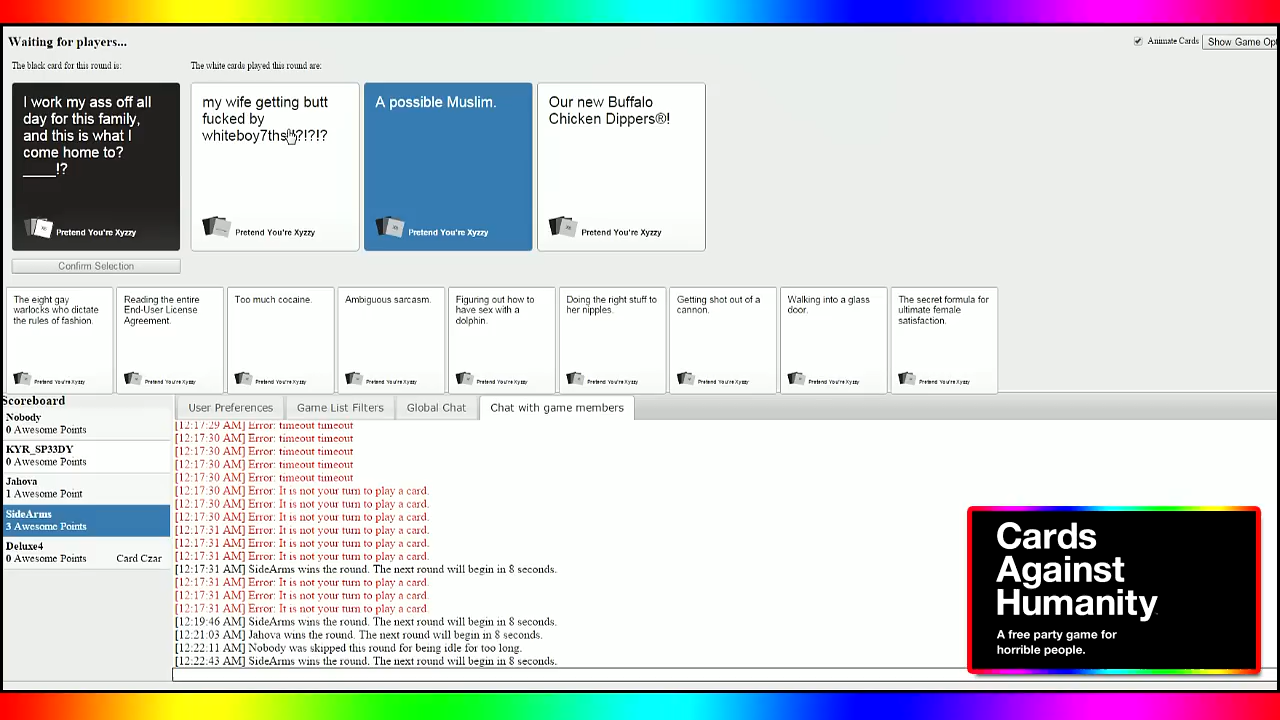 Waiting for players...
Animate Cards
Show Game Opt
The black card for this round is:
The white cards played this round are:
I work my ass off all
day for this family,
and this is what I
come home to?
____!?
Pretend You're Xyzzy
my wife getting butt
fucked by
whiteboy7thst?!?!?
Pretend You're Xyzzy
A possible Muslim.
Pretend You're Xyzzy
Our new Buffalo
Chicken Dippers®!
Pretend You're Xyzzy
Confirm Selection
The eight gay
warlocks who dictate
the rules of fashion.
Pretend You're Xyzzy
Reading the entire
End-User License
Agreement.
Pretend You're Xyzzy
Too much cocaine.
Pretend You're Xyzzy
Ambiguous sarcasm.
Pretend You're Xyzzy
Figuring out how to
have sex with a
dolphin.
Pretend You're Xyzzy
Doing the right stuff to
her nipples.
Pretend You're Xyzzy
Getting shot out of a
cannon.
Pretend You're Xyzzy
Walking into a glass
door.
Pretend You're Xyzzy
The secret formula for
ultimate female
satisfaction.
Pretend You're Xyzzy
Scoreboard
Nobody
0 Awesome Points
KYR_SP33DY
0 Awesome Points
Jahova
1 Awesome Point
SideArms
3 Awesome Points
Deluxe4
0 Awesome Points Card Czar
User Preferences
Game List Filters
Global Chat
Chat with game members
[12:17:29 AM] Error: timeout timeout
[12:17:30 AM] Error: timeout timeout
[12:17:30 AM] Error: timeout timeout
[12:17:30 AM] Error: timeout timeout
[12:17:30 AM] Error: timeout timeout
[12:17:30 AM] Error: It is not your turn to play a card.
[12:17:30 AM] Error: It is not your turn to play a card.
[12:17:30 AM] Error: It is not your turn to play a card.
[12:17:31 AM] Error: It is not your turn to play a card.
[12:17:31 AM] Error: It is not your turn to play a card.
[12:17:31 AM] Error: It is not your turn to play a card.
[12:17:31 AM] SideArms wins the round. The next round will begin in 8 seconds.
[12:17:31 AM] Error: It is not your turn to play a card.
[12:17:31 AM] Error: It is not your turn to play a card.
[12:17:31 AM] Error: It is not your turn to play a card.
[12:19:46 AM] SideArms wins the round. The next round will begin in 8 seconds.
[12:21:03 AM] Jahova wins the round. The next round will begin in 8 seconds.
[12:22:11 AM] Nobody was skipped this round for being idle for too long.
[12:22:43 AM] SideArms wins the round. The next round will begin in 8 seconds.
Cards
Against
Humanity
A free party game for
horrible people.